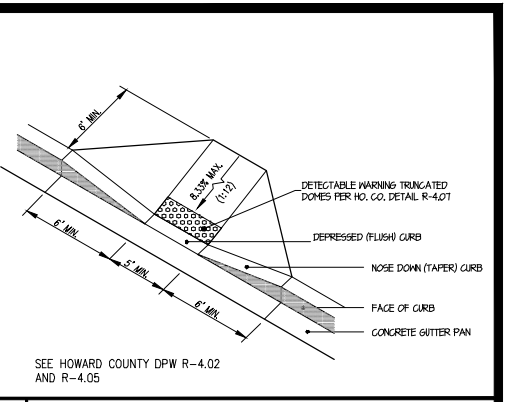 6' MIN.
8.33% MAX.
(1:12)
DETECTABLE WARNING TRUNCATED
DOMES PER HO. CO. DETAIL R-4.07
DEPRESSED (FLUSH) CURB
6' MIN.
5' MIN.
6' MIN.
NOSE DOWN (TAPER) CURB
FACE OF CURB
CONCRETE GUTTER PAN
SEE HOWARD COUNTY DPW R-4.02
AND R-4.05